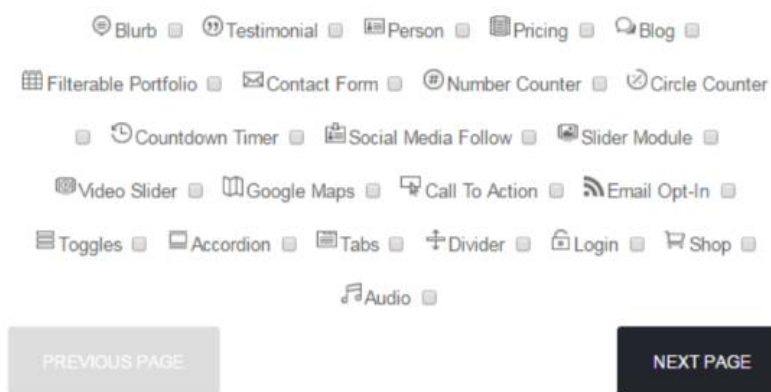 Blurb Testimonial Person Pricing Blog
Filterable Portfolio Contact Form Number Counter Circle Counter
Countdown Timer Social Media Follow Slider Module
Video Slider Google Maps Call To Action Email Opt-In
Toggles Accordion Tabs Divider Login Shop
Audio
PREVIOUS PAGE NEXT PAGE